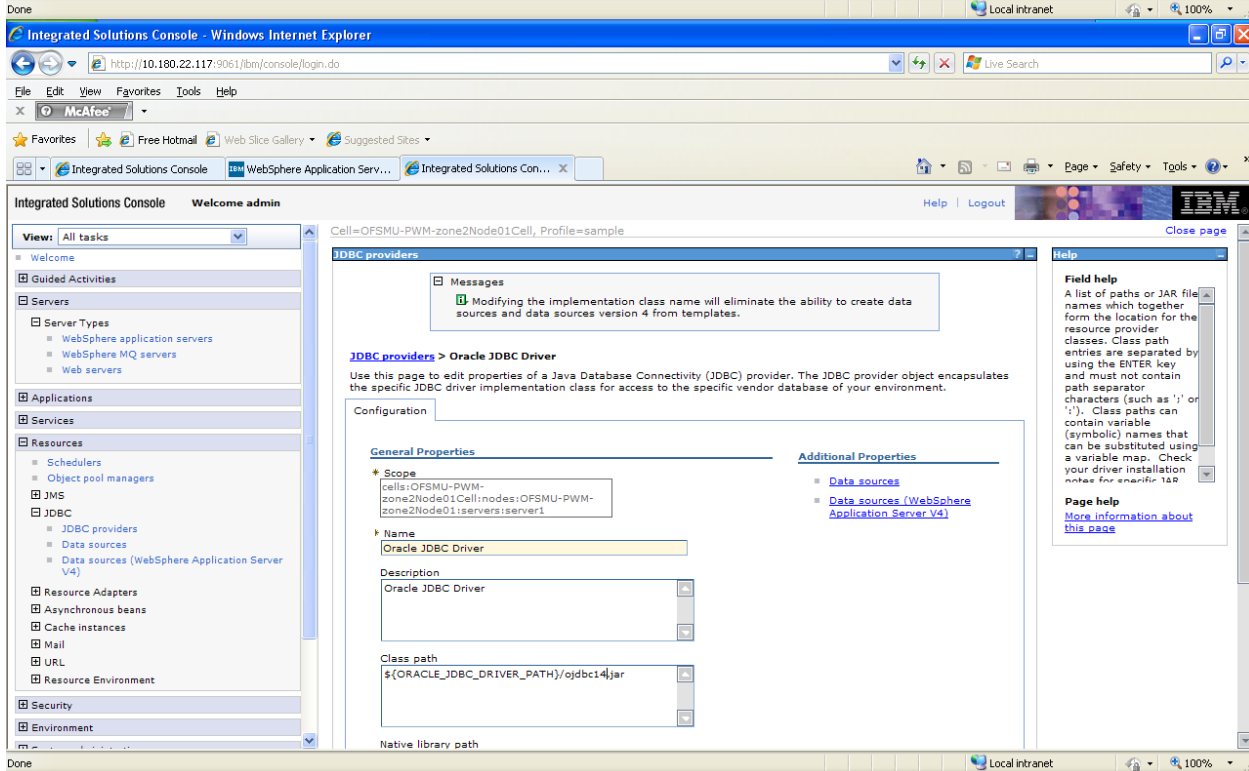 Done
Local intranet
100%
Integrated Solutions Console - Windows Internet Explorer
http://10.180.22.117:9061/ibm/console/login.do
Live Search
File Edit View Favorites Tools Help
x McAfee
Favorites Free Hotmail Web Slice Gallery Suggested Sites
Integrated Solutions Console WebSphere Application Serv... Integrated Solutions Con... X
Page Safety Tools
Integrated Solutions Console Welcome admin
Help | Logout
IBM
View: All tasks
Welcome
Guided Activities
Servers
Server Types
WebSphere application servers
WebSphere MQ servers
Web servers
Applications
Services
Resources
Schedulers
Object pool managers
JMS
JDBC
JDBC providers
Data sources
Data sources (WebSphere Application Server
V4)
Resource Adapters
Asynchronous beans
Cache instances
Mail
URL
Resource Environment
Security
Environment
Cell=OFSMU-PWM-zone2Node01Cell, Profile=sample
Close page
JDBC providers
? -
Messages
Modifying the implementation class name will eliminate the ability to create data
sources and data sources version 4 from templates.
JDBC providers > Oracle JDBC Driver
Use this page to edit properties of a Java Database Connectivity (JDBC) provider. The JDBC provider object encapsulates
the specific JDBC driver implementation class for access to the specific vendor database of your environment.
Configuration
General Properties
* Scope
cells:OFSMU-PWM-
zone2Node01Cell:nodes:OFSMU-PWM-
zone2Node01:servers:server1
* Name
Oracle JDBC Driver
Description
Oracle JDBC Driver
Class path
${ORACLE_JDBC_DRIVER_PATH}/ojdbc14.jar
Native library path
Additional Properties
Data sources
Data sources (WebSphere
Application Server V4)
Help
Field help
A list of paths or JAR file
names which together
form the location for the
resource provider
classes. Class path
entries are separated by
using the ENTER key
and must not contain
path separator
characters (such as ';' or
':'). Class paths can
contain variable
(symbolic) names that
can be substituted using
a variable map. Check
your driver installation
notes for specific JAR
Page help
More information about
this page
Done
Local intranet
100%